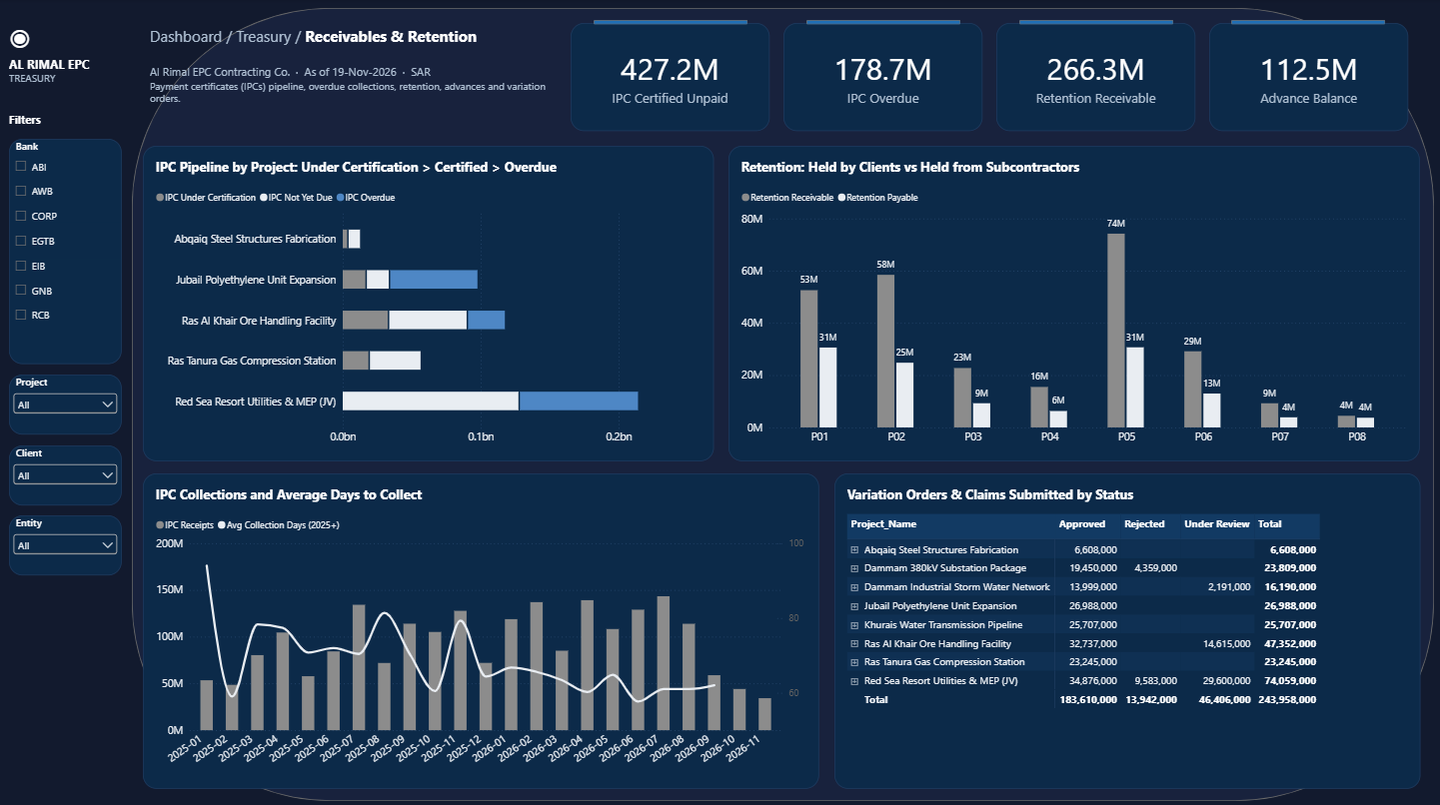 AL RIMAL EPC
TREASURY
Filters
Bank
ABI
AWB
CORP
EGTB
EIB
GNB
RCB
Project
All
Client
All
Entity
All
Dashboard / Treasury / Receivables & Retention
Al Rimal EPC Contracting Co. · As of 19-Nov-2026 · SAR
Payment certificates (IPCs) pipeline, overdue collections, retention, advances and variation
orders.
427.2M
IPC Certified Unpaid
178.7M
IPC Overdue
266.3M
Retention Receivable
112.5M
Advance Balance
IPC Pipeline by Project: Under Certification > Certified > Overdue
IPC Under Certification IPC Not Yet Due IPC Overdue
Abqaiq Steel Structures Fabrication
Jubail Polyethylene Unit Expansion
Ras Al Khair Ore Handling Facility
Ras Tanura Gas Compression Station
Red Sea Resort Utilities & MEP (JV)
0.0bn 0.1bn 0.2bn
Retention: Held by Clients vs Held from Subcontractors
Retention Receivable Retention Payable
80M
60M
40M
20M
0M
53M 31M
58M 25M
23M 9M
16M 6M
74M 31M
29M 13M
9M 4M
4M 4M
P01 P02 P03 P04 P05 P06 P07 P08
IPC Collections and Average Days to Collect
IPC Receipts Avg Collection Days (2025+)
200M
150M
100M
50M
0M
100
80
60
2025-01 2025-02 2025-03 2025-04 2025-05 2025-06 2025-07 2025-08 2025-09 2025-10 2025-11 2025-12 2026-01 2026-02 2026-03 2026-04 2026-05 2026-06 2026-07 2026-08 2026-09 2026-10 2026-11
Variation Orders & Claims Submitted by Status
Project_Name Approved Rejected Under Review Total
Abqaiq Steel Structures Fabrication 6,608,000 6,608,000
Dammam 380kV Substation Package 19,450,000 4,359,000 23,809,000
Dammam Industrial Storm Water Network 13,999,000 2,191,000 16,190,000
Jubail Polyethylene Unit Expansion 26,988,000 26,988,000
Khurais Water Transmission Pipeline 25,707,000 25,707,000
Ras Al Khair Ore Handling Facility 32,737,000 14,615,000 47,352,000
Ras Tanura Gas Compression Station 23,245,000 23,245,000
Red Sea Resort Utilities & MEP (JV) 34,876,000 9,583,000 29,600,000 74,059,000
Total 183,610,000 13,942,000 46,406,000 243,958,000